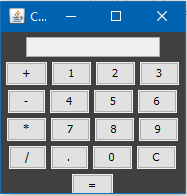 C...
+ 1 2 3
- 4 5 6
* 7 8 9
/ . 0 C
=